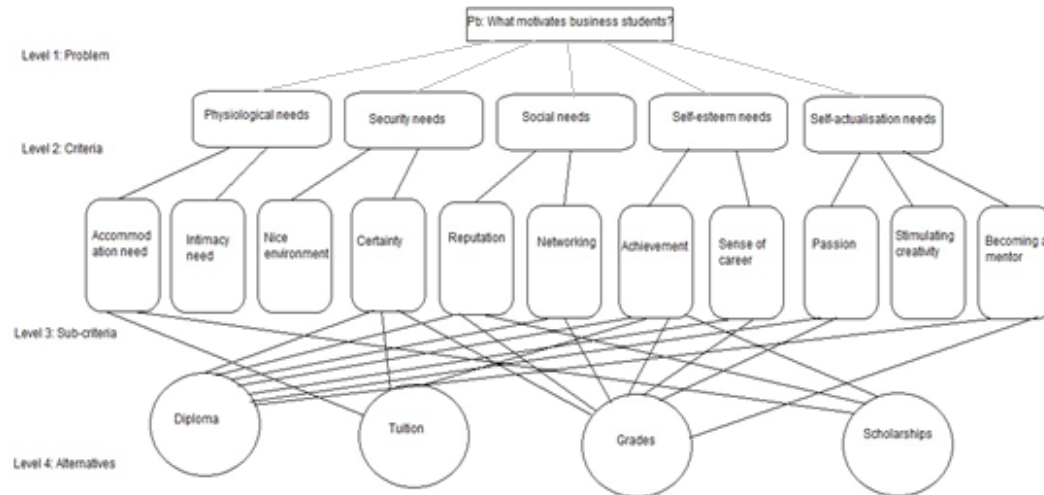 Pb: What motivates business students?
Level 1: Problem
Physiological needs
Security needs
Social needs
Self-esteem needs
Self-actualisation needs
Level 2: Criteria
Accommod
ation need
Intimacy
need
Nice
environment
Certainty
Reputation
Networking
Achievement
Sense of
career
Passion
Stimulating
creativity
Becoming a
mentor
Level 3: Sub-criteria
Diploma
Tuition
Grades
Scholarships
Level 4: Alternatives